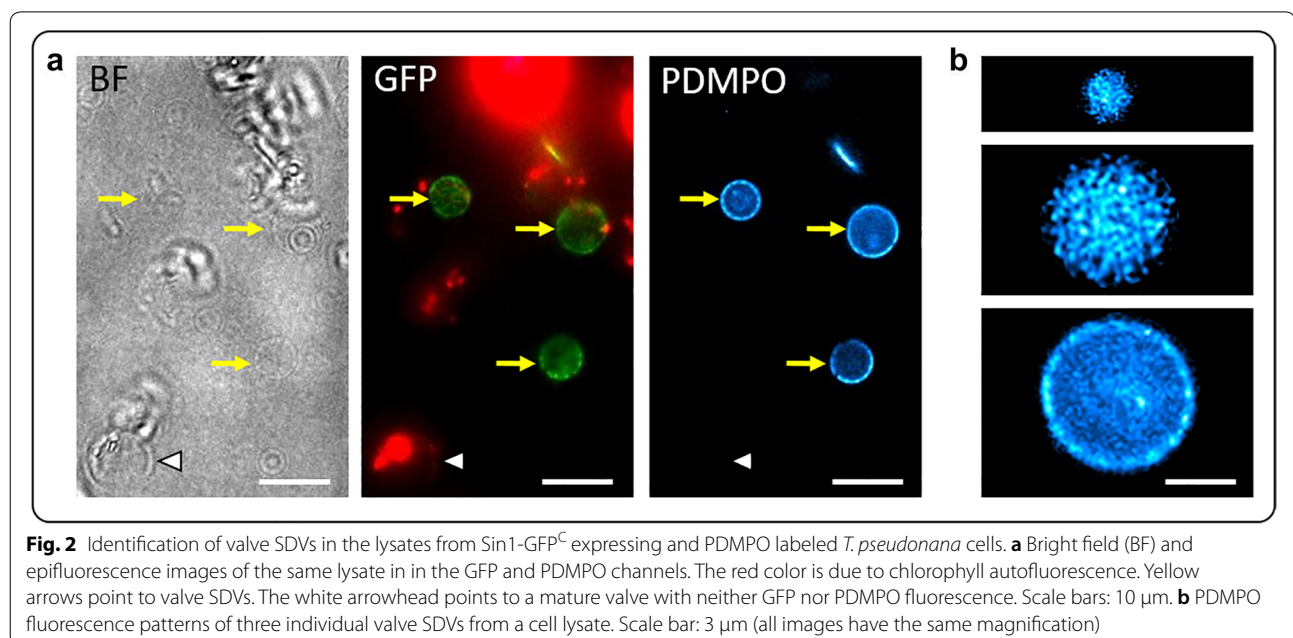 a
BF
GFP
PDMPO
b
Fig. 2 Identification of valve SDVs in the lysates from Sin1-GFPᶜ expressing and PDMPO labeled T. pseudonana cells. a Bright field (BF) and
epifluorescence images of the same lysate in in the GFP and PDMPO channels. The red color is due to chlorophyll autofluorescence. Yellow
arrows point to valve SDVs. The white arrowhead points to a mature valve with neither GFP nor PDMPO fluorescence. Scale bars: 10 μm. b PDMPO
fluorescence patterns of three individual valve SDVs from a cell lysate. Scale bar: 3 μm (all images have the same magnification)